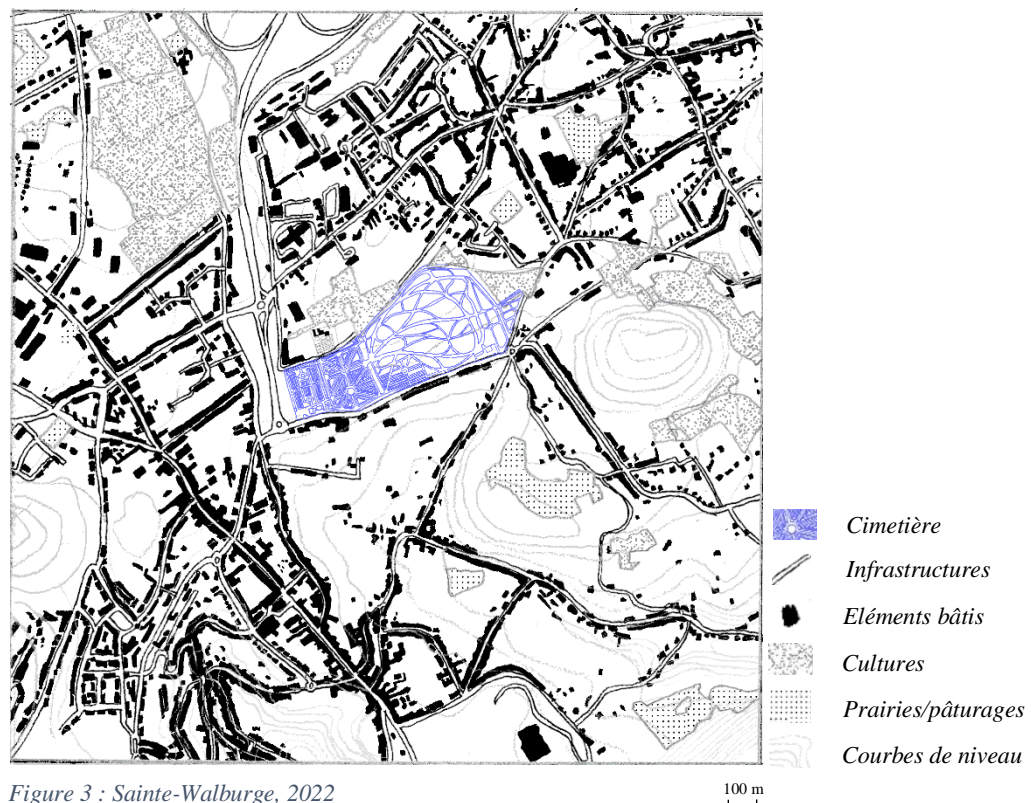 Cimetière
Infrastructures
Eléments bâtis
Cultures
Prairies/pâturages
Courbes de niveau
Figure 3 : Sainte-Walburge, 2022
100 m